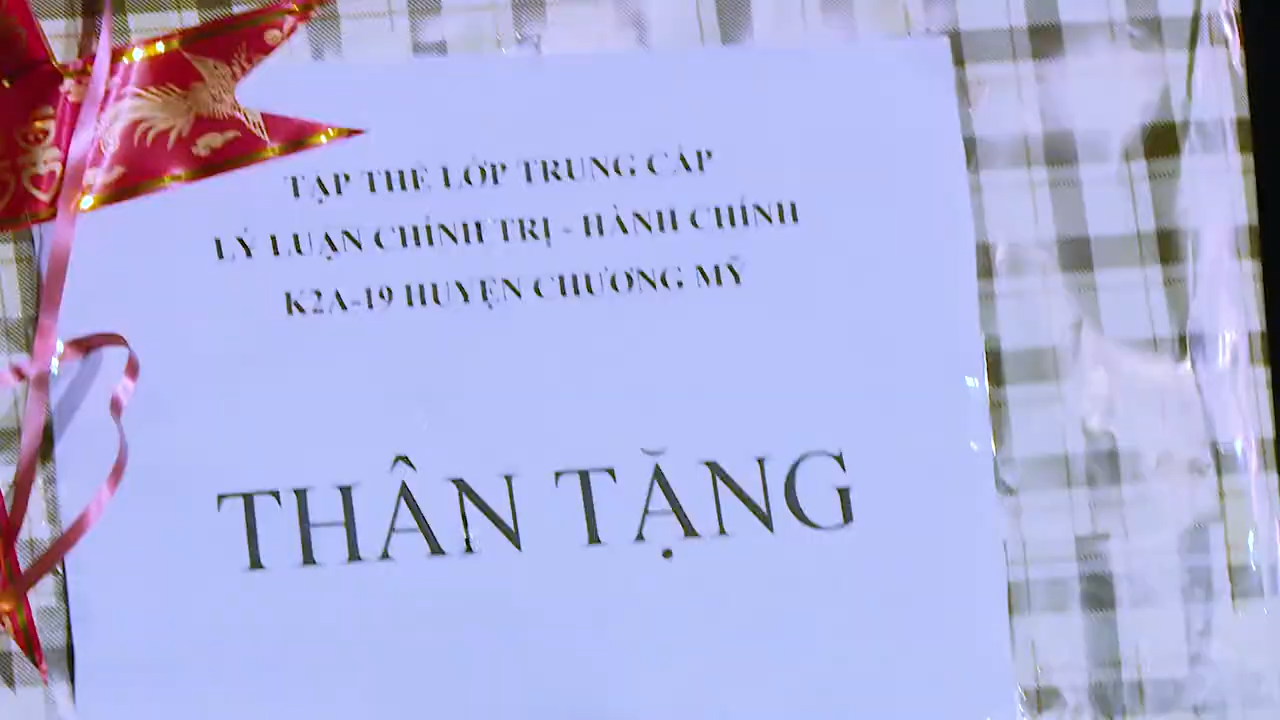 TẬP THỂ LỚP TRUNG CẤP
LÝ LUẬN CHÍNH TRỊ - HÀNH CHÍNH
K2A-19 HUYỆN CHƯƠNG MỸ
THÂN TẶNG